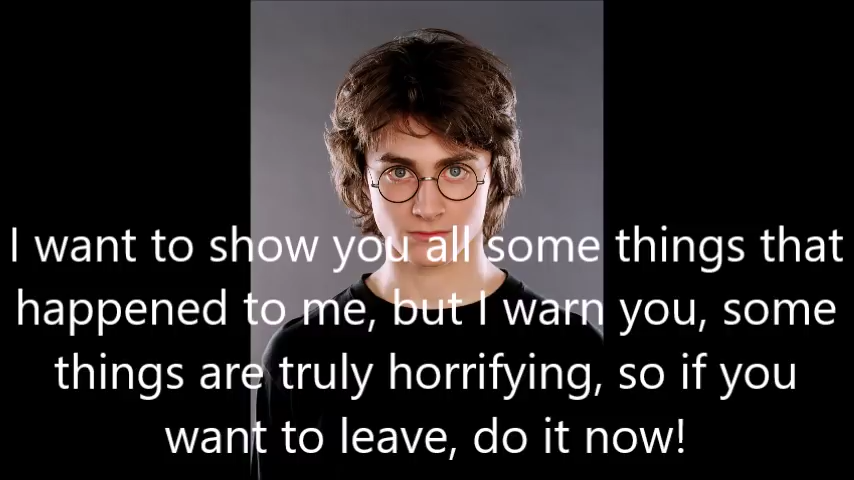 I want to show you all some things that
happened to me, but I warn you, some
things are truly horrifying, so if you
want to leave, do it now!